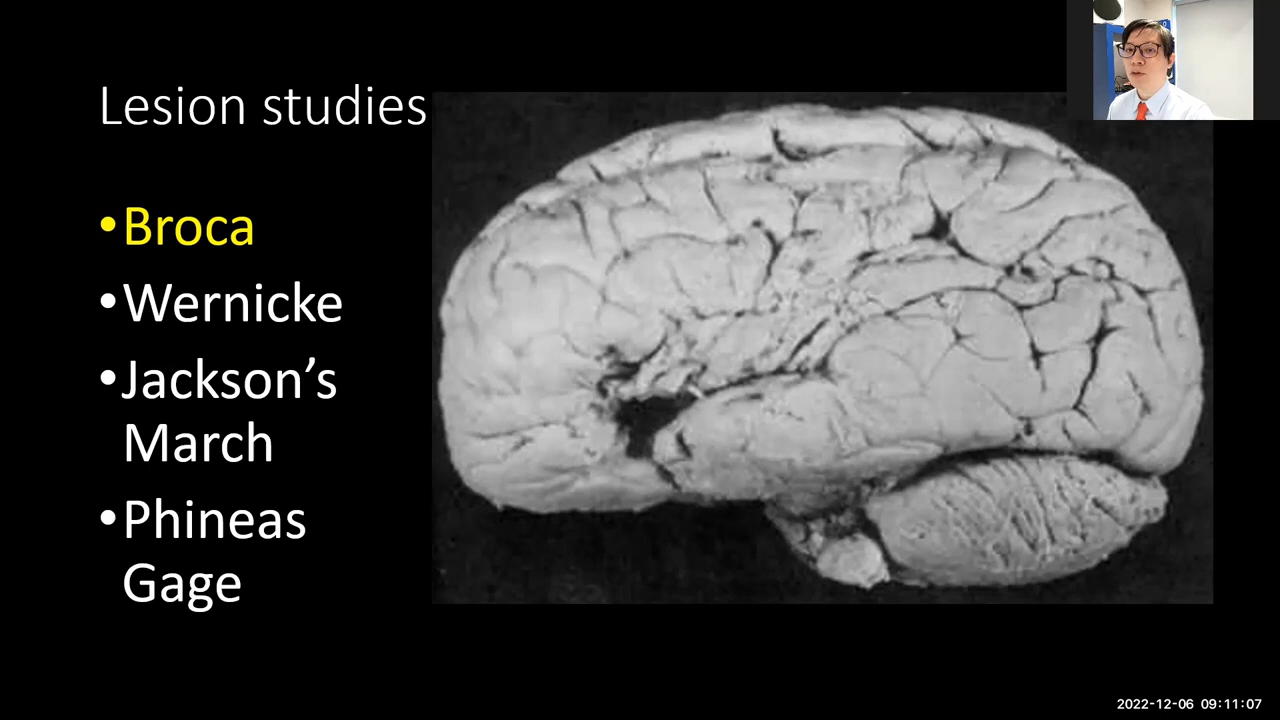 Lesion studies
•Broca
•Wernicke
•Jackson’s
March
•Phineas
Gage
2022-12-06 09:11:07